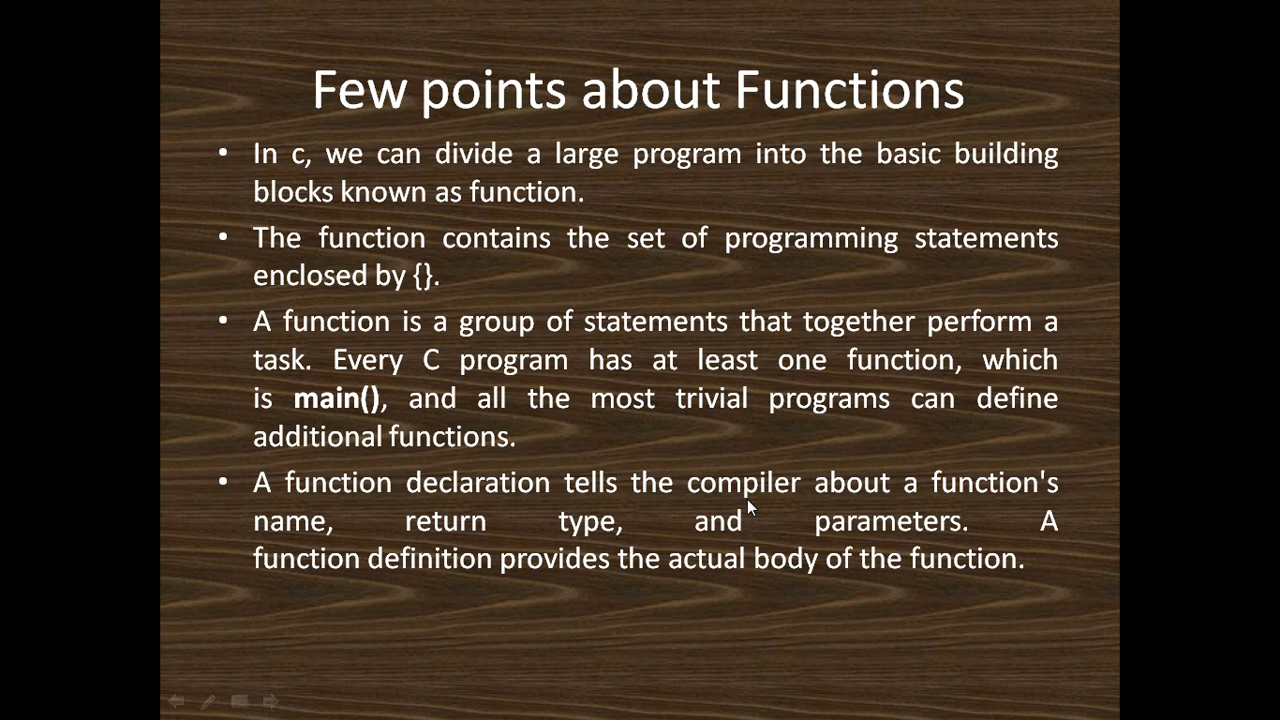 Few points about Functions
• In c, we can divide a large program into the basic building
blocks known as function.
• The function contains the set of programming statements
enclosed by {}.
• A function is a group of statements that together perform a
task. Every C program has at least one function, which
is main(), and all the most trivial programs can define
additional functions.
• A function declaration tells the compiler about a function's
name, return type, and parameters. A
function definition provides the actual body of the function.